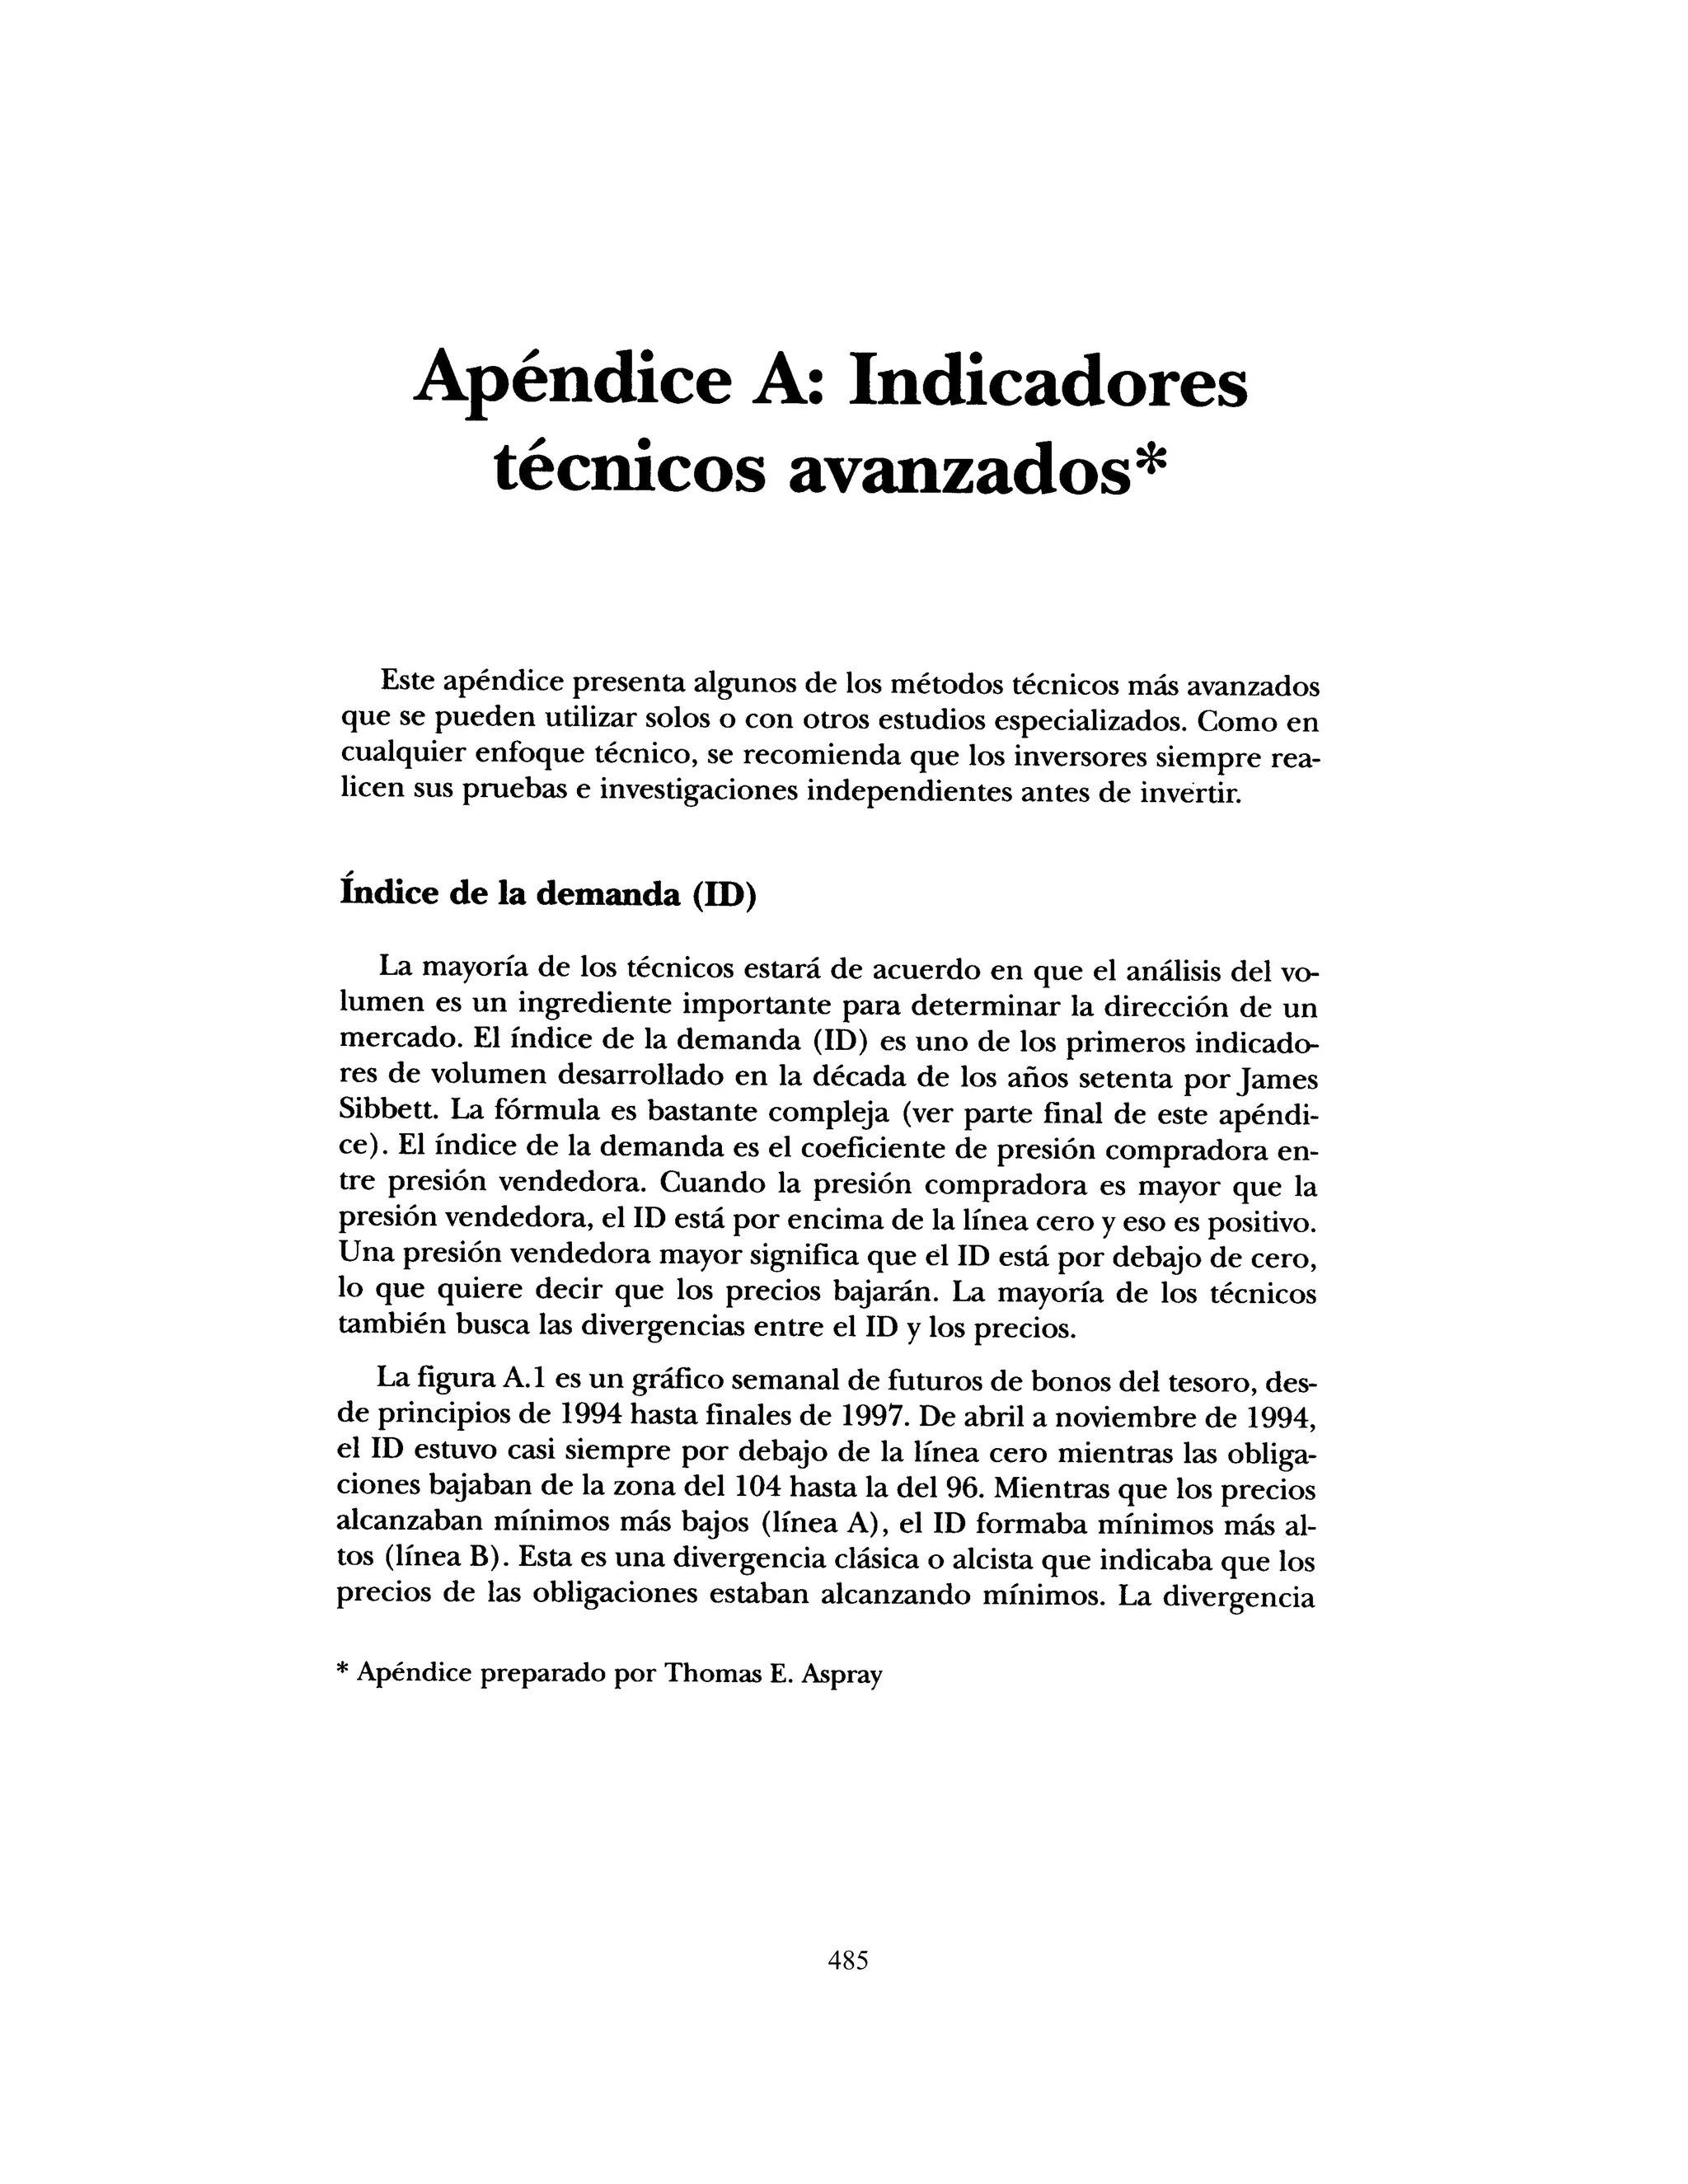 Apéndice A: Indicadores
técnicos avanzados*
Este apéndice presenta algunos de los métodos técnicos más avanzados
que se pueden utilizar solos o con otros estudios especializados. Como en
cualquier enfoque técnico, se recomienda que los inversores siempre rea-
licen sus pruebas e investigaciones independientes antes de invertir.
Índice de la demanda (ID)
La mayoría de los técnicos estará de acuerdo en que el análisis del vo-
lumen es un ingrediente importante para determinar la dirección de un
mercado. El índice de la demanda (ID) es uno de los primeros indicado-
res de volumen desarrollado en la década de los años setenta por James
Sibbett. La fórmula es bastante compleja (ver parte final de este apéndi-
ce). El índice de la demanda es el coeficiente de presión compradora en-
tre presión vendedora. Cuando la presión compradora es mayor que la
presión vendedora, el ID está por encima de la línea cero y eso es positivo.
Una presión vendedora mayor significa que el ID está por debajo de cero,
lo que quiere decir que los precios bajarán. La mayoría de los técnicos
también busca las divergencias entre el ID y los precios.
La figura A.1 es un gráfico semanal de futuros de bonos del tesoro, des-
de principios de 1994 hasta finales de 1997. De abril a noviembre de 1994,
el ID estuvo casi siempre por debajo de la línea cero mientras las obliga-
ciones bajaban de la zona del 104 hasta la del 96. Mientras que los precios
alcanzaban mínimos más bajos (línea A), el ID formaba mínimos más al-
tos (línea B). Esta es una divergencia clásica o alcista que indicaba que los
precios de las obligaciones estaban alcanzando mínimos. La divergencia
* Apéndice preparado por Thomas E. Aspray
485